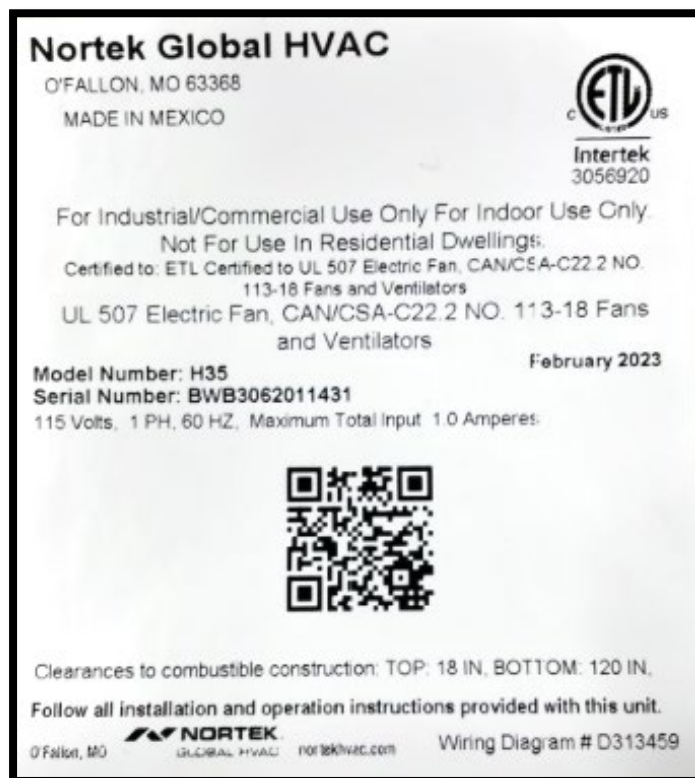 Nortek Global HVAC
O'FALLON, MO 63368
MADE IN MEXICO
ETL
C US
LISTED
Intertek
3056920
For Industrial/Commercial Use Only For Indoor Use Only.
Not For Use In Residential Dwellings.
Certified to: ETL Certified to UL 507 Electric Fan, CAN/CSA-C22.2 NO.
113-18 Fans and Ventilators
UL 507 Electric Fan, CAN/CSA-C22.2 NO. 113-18 Fans
and Ventilators
February 2023
Model Number: H35
Serial Number: BWB3062011431
115 Volts, 1 PH, 60 HZ, Maximum Total Input 1.0 Amperes.
Clearances to combustible construction: TOP: 18 IN, BOTTOM: 120 IN,
Follow all installation and operation instructions provided with this unit.
O'Fallon, MO NORTEK GLOBAL HVAC nortekhvac.com Wiring Diagram # D313459